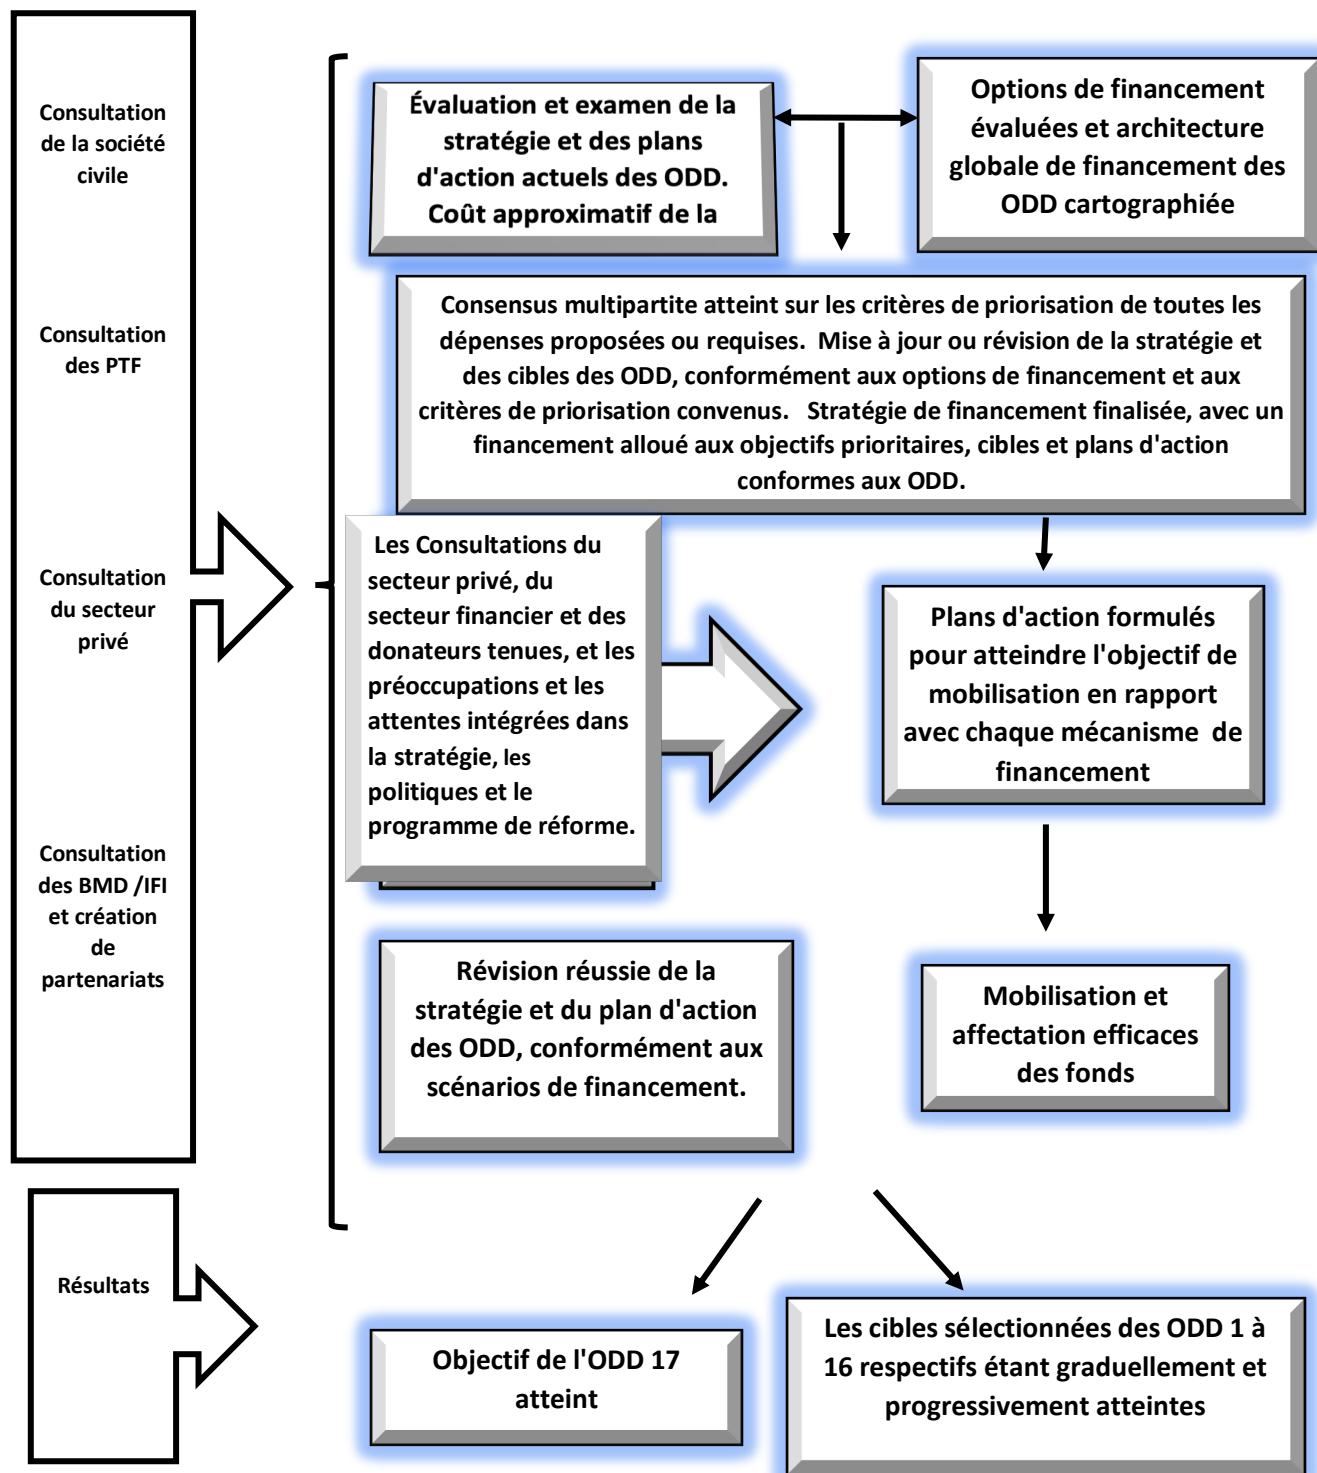 Consultation
de la société
civile
Consultation
des PTF
Consultation
du secteur
privé
Consultation
des BMD /IFI
et création
de
partenariats
Évaluation et examen de la
stratégie et des plans
d'action actuels des ODD.
Coût approximatif de la
Options de financement
évaluées et architecture
globale de financement des
ODD cartographiée
Consensus multipartite atteint sur les critères de priorisation de toutes les
dépenses proposées ou requises. Mise à jour ou révision de la stratégie et
des cibles des ODD, conformément aux options de financement et aux
critères de priorisation convenus. Stratégie de financement finalisée, avec un
financement alloué aux objectifs prioritaires, cibles et plans d'action
conformes aux ODD.
Les Consultations du
secteur privé, du
secteur financier et des
donateurs tenues, et les
préoccupations et les
attentes intégrées dans
la stratégie, les
politiques et le
programme de réforme.
Plans d'action formulés
pour atteindre l'objectif de
mobilisation en rapport
avec chaque mécanisme de
financement
Révision réussie de la
stratégie et du plan d'action
des ODD, conformément aux
scénarios de financement.
Mobilisation et
affectation efficaces
des fonds
Résultats
Objectif de l'ODD 17
atteint
Les cibles sélectionnées des ODD 1 à
16 respectifs étant graduellement et
progressivement atteintes